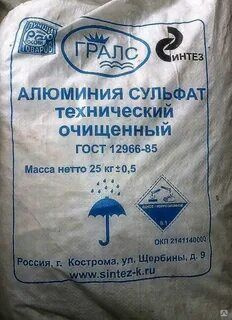 ГРАЛС
СИНТЕЗ
АЛЮМИНИЯ СУЛЬФАТ
технический
очищенный
ГОСТ 12966-85
Масса нетто 25 кг ± 0,5
ОКП 2141140000
Россия, г. Кострома, ул. Щербины, д. 9
www.sintez-k.ru